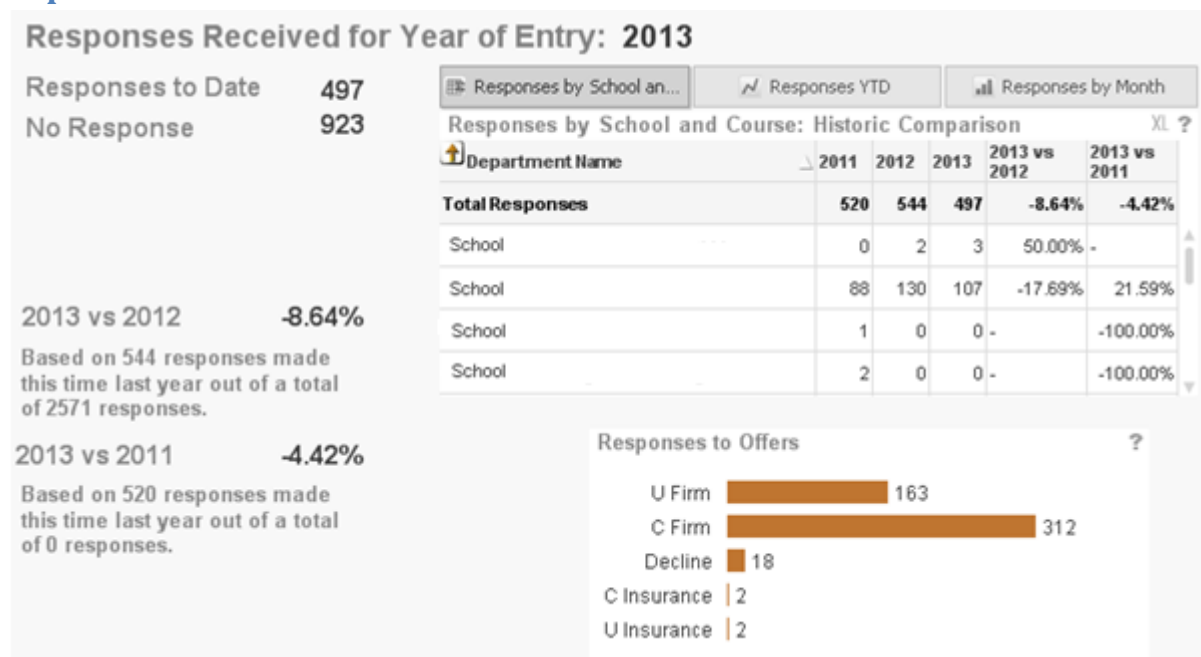 Responses Received for Year of Entry: 2013
Responses to Date 497
No Response 923
2013 vs 2012 -8.64%
Based on 544 responses made
this time last year out of a total
of 2571 responses.
2013 vs 2011 -4.42%
Based on 520 responses made
this time last year out of a total
of 0 responses.
Responses by School an... Responses YTD Responses by Month
Responses by School and Course: Historic Comparison XL ?
Department Name 2011 2012 2013 2013 vs 2012 2013 vs 2011
Total Responses 520 544 497 -8.64% -4.42%
School 0 2 3 50.00% -
School 88 130 107 -17.69% 21.59%
School 1 0 0 - -100.00%
School 2 0 0 - -100.00%
Responses to Offers ?
U Firm 163
C Firm 312
Decline 18
C Insurance 2
U Insurance 2